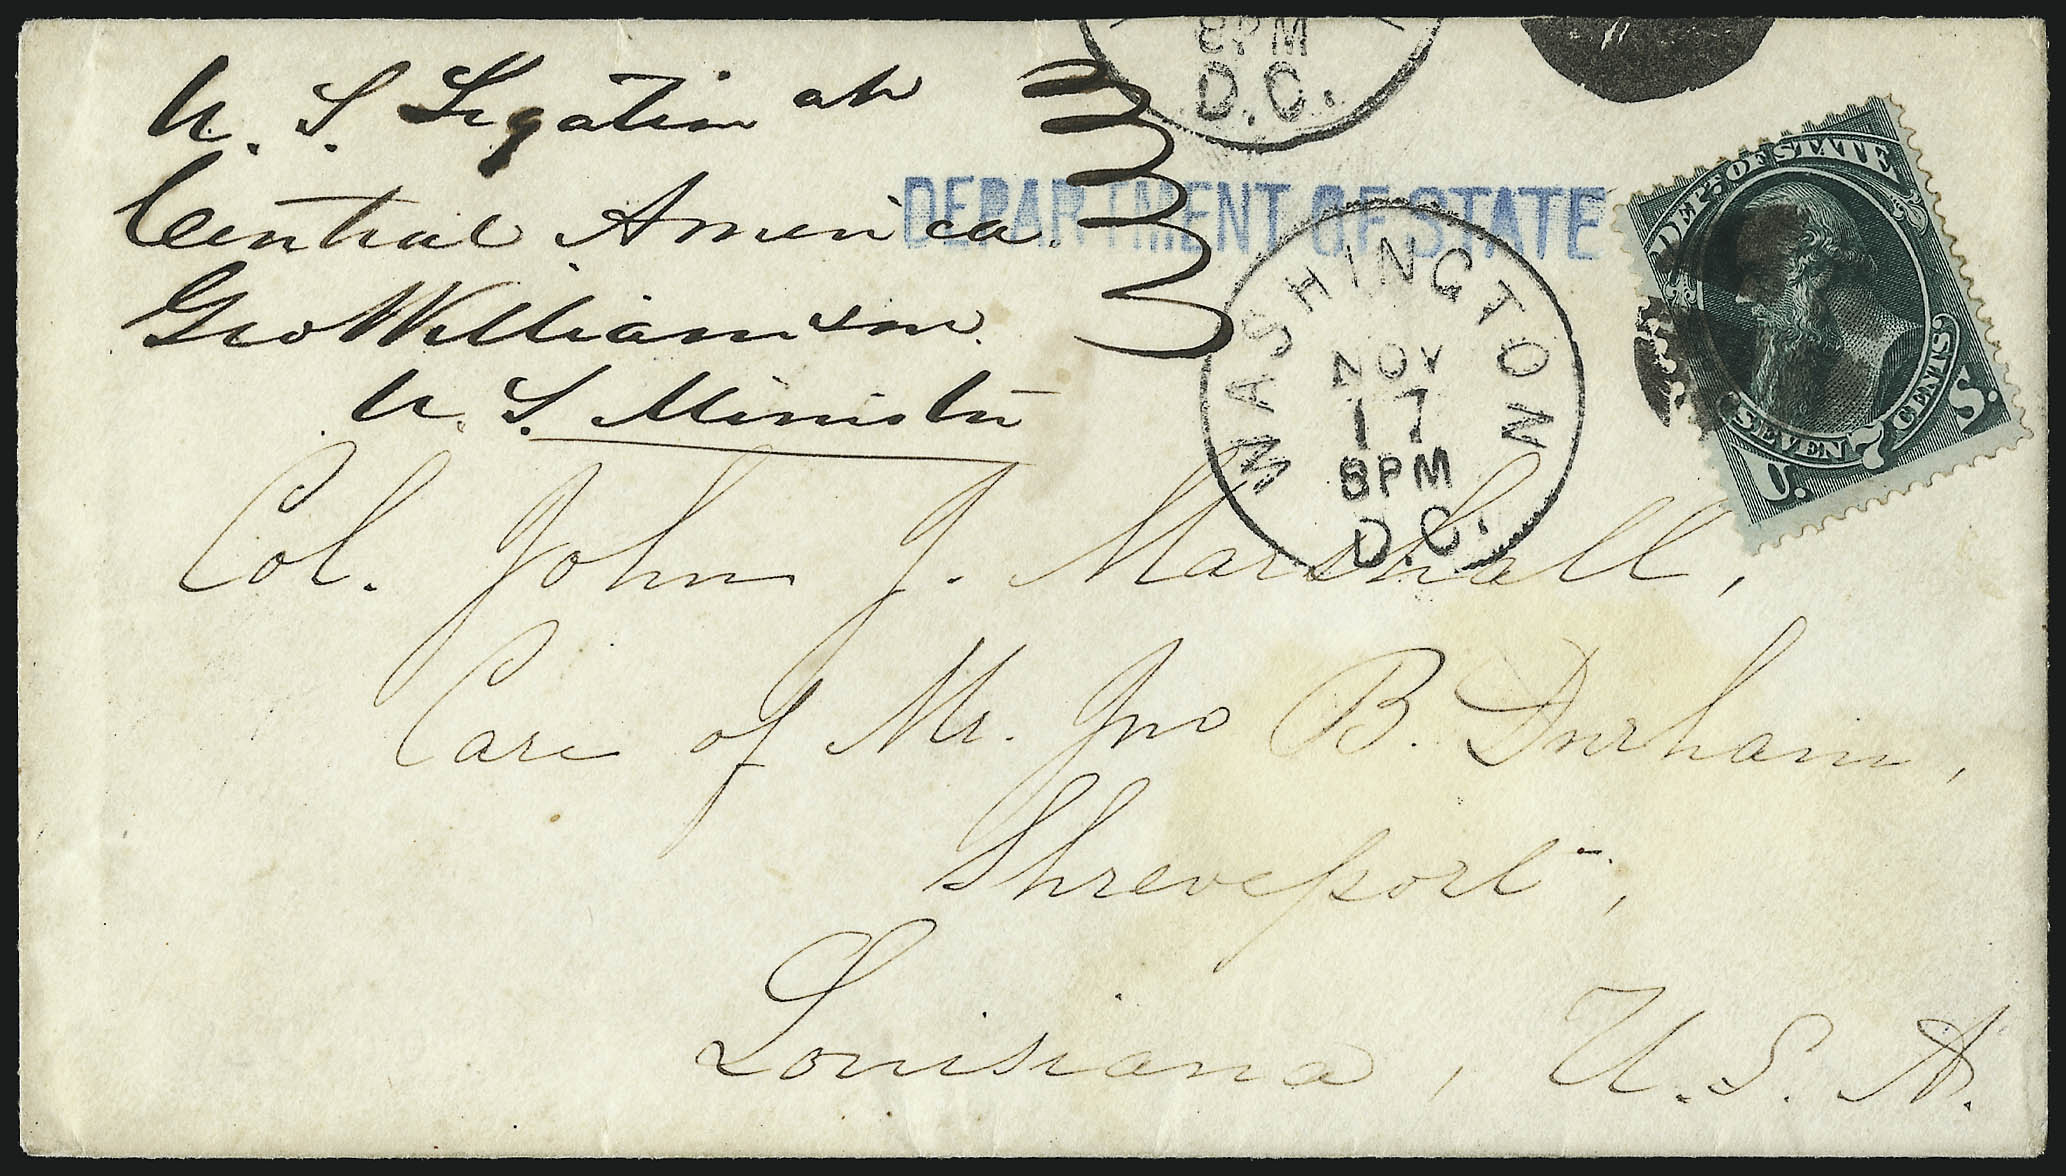 U. S Legation at
Central America.
Geo Williamson.
U. S. Minister
8PM
D.C.
DEPARTMENT OF STATE
WASHINGTON
NOV
17
8PM
D.C.
DEPT. OF STATE
SEVEN 7 CENTS.
U. S.
Col. John J. Marshall,
Care of Mr. Jno B. Durham,
Shreveport,
Louisiana, U. S. A.